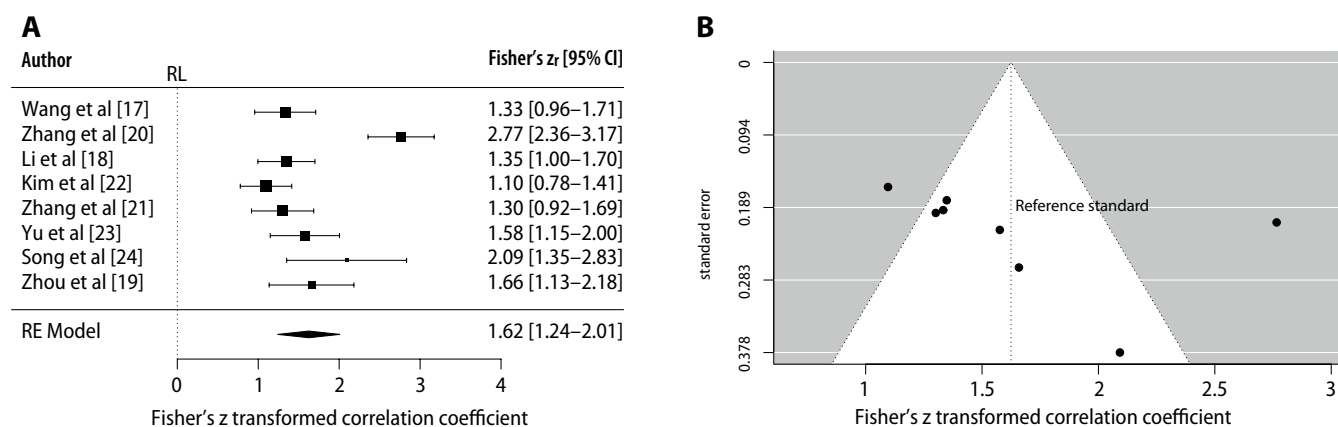 A
Author Fisher's zr [95% CI]
RL
Wang et al [17] 1.33 [0.96–1.71]
Zhang et al [20] 2.77 [2.36–3.17]
Li et al [18] 1.35 [1.00–1.70]
Kim et al [22] 1.10 [0.78–1.41]
Zhang et al [21] 1.30 [0.92–1.69]
Yu et al [23] 1.58 [1.15–2.00]
Song et al [24] 2.09 [1.35–2.83]
Zhou et al [19] 1.66 [1.13–2.18]
RE Model 1.62 [1.24–2.01]
0 1 2 3 4
Fisher's z transformed correlation coefficient
B
0
0.094
0.189
0.283
0.378
standard error
Reference standard
1 1.5 2 2.5 3
Fisher's z transformed correlation coefficient